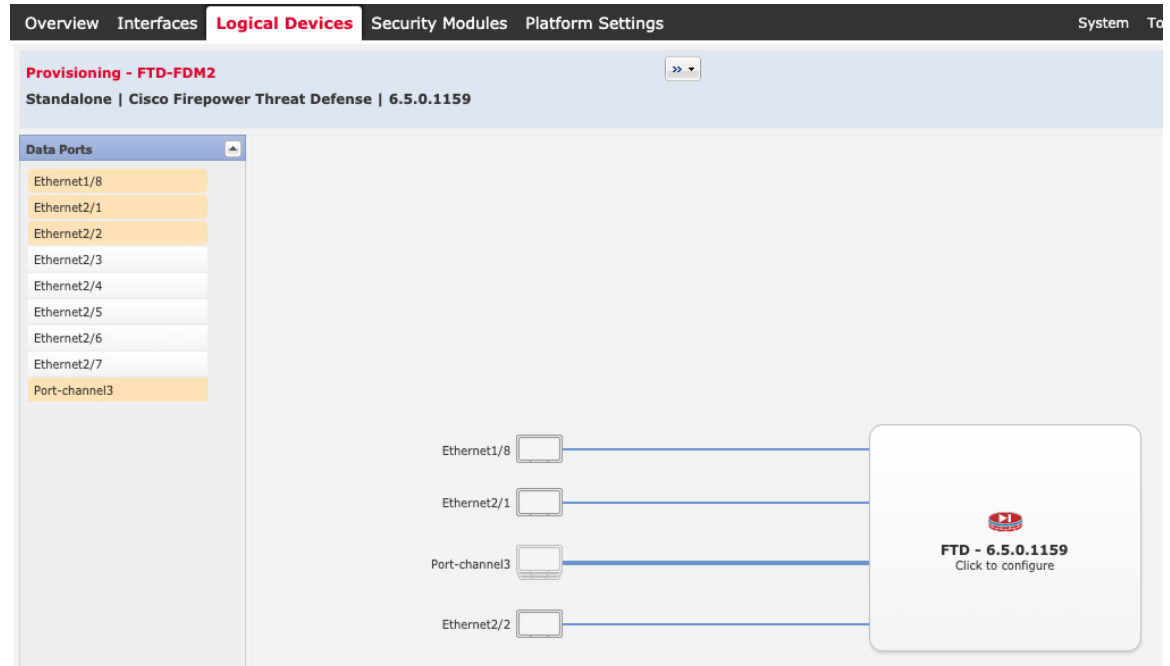 Overview Interfaces Logical Devices Security Modules Platform Settings System To
Provisioning - FTD-FDM2
Standalone | Cisco Firepower Threat Defense | 6.5.0.1159
Data Ports
Ethernet1/8
Ethernet2/1
Ethernet2/2
Ethernet2/3
Ethernet2/4
Ethernet2/5
Ethernet2/6
Ethernet2/7
Port-channel3
Ethernet1/8
Ethernet2/1
Port-channel3
Ethernet2/2
FTD - 6.5.0.1159
Click to configure